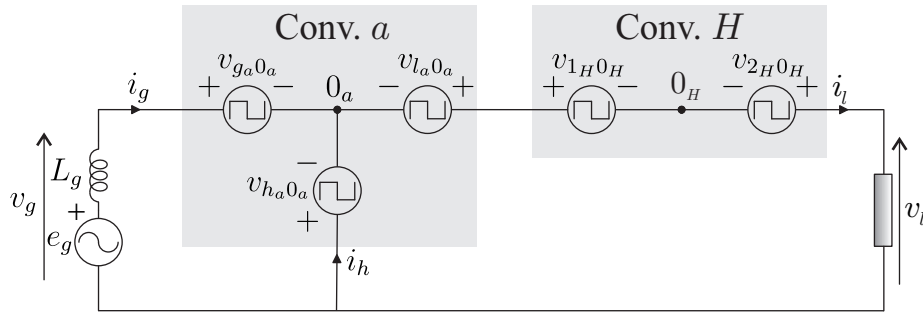 Conv. a
Conv. H
v_{g_a0_a}
v_{l_a0_a}
v_{1_H0_H}
v_{2_H0_H}
i_g
+
−
0_a
−
+
+
−
0_H
−
+
i_l
L_g
v_g
+
e_g
−
v_{h_a0_a}
+
i_h
v_l